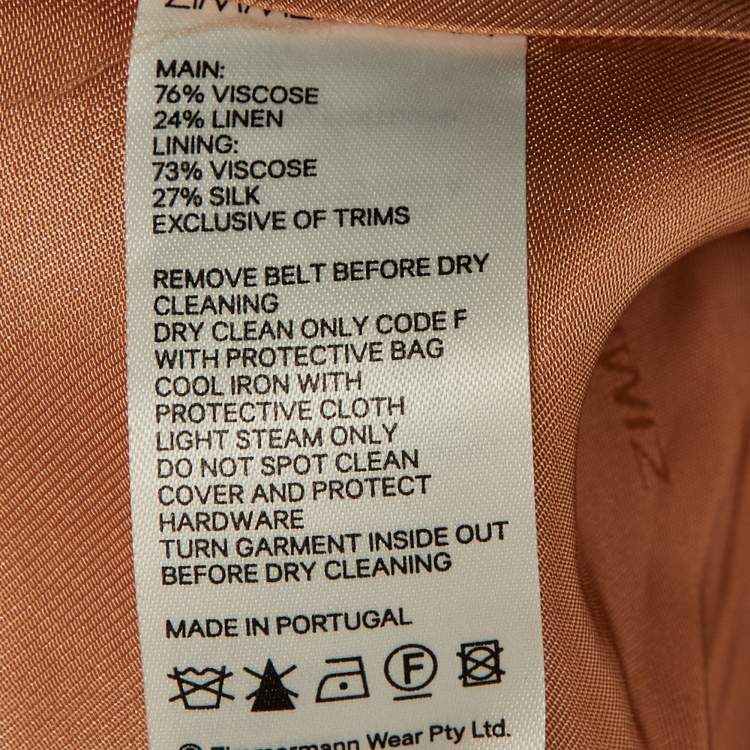 ZIMME
MAIN:
76% VISCOSE
24% LINEN
LINING:
73% VISCOSE
27% SILK
EXCLUSIVE OF TRIMS
REMOVE BELT BEFORE DRY
CLEANING
DRY CLEAN ONLY CODE F
WITH PROTECTIVE BAG
COOL IRON WITH
PROTECTIVE CLOTH
LIGHT STEAM ONLY
DO NOT SPOT CLEAN
COVER AND PROTECT
HARDWARE
TURN GARMENT INSIDE OUT
BEFORE DRY CLEANING
MADE IN PORTUGAL
F
© Zimmermann Wear Pty Ltd.